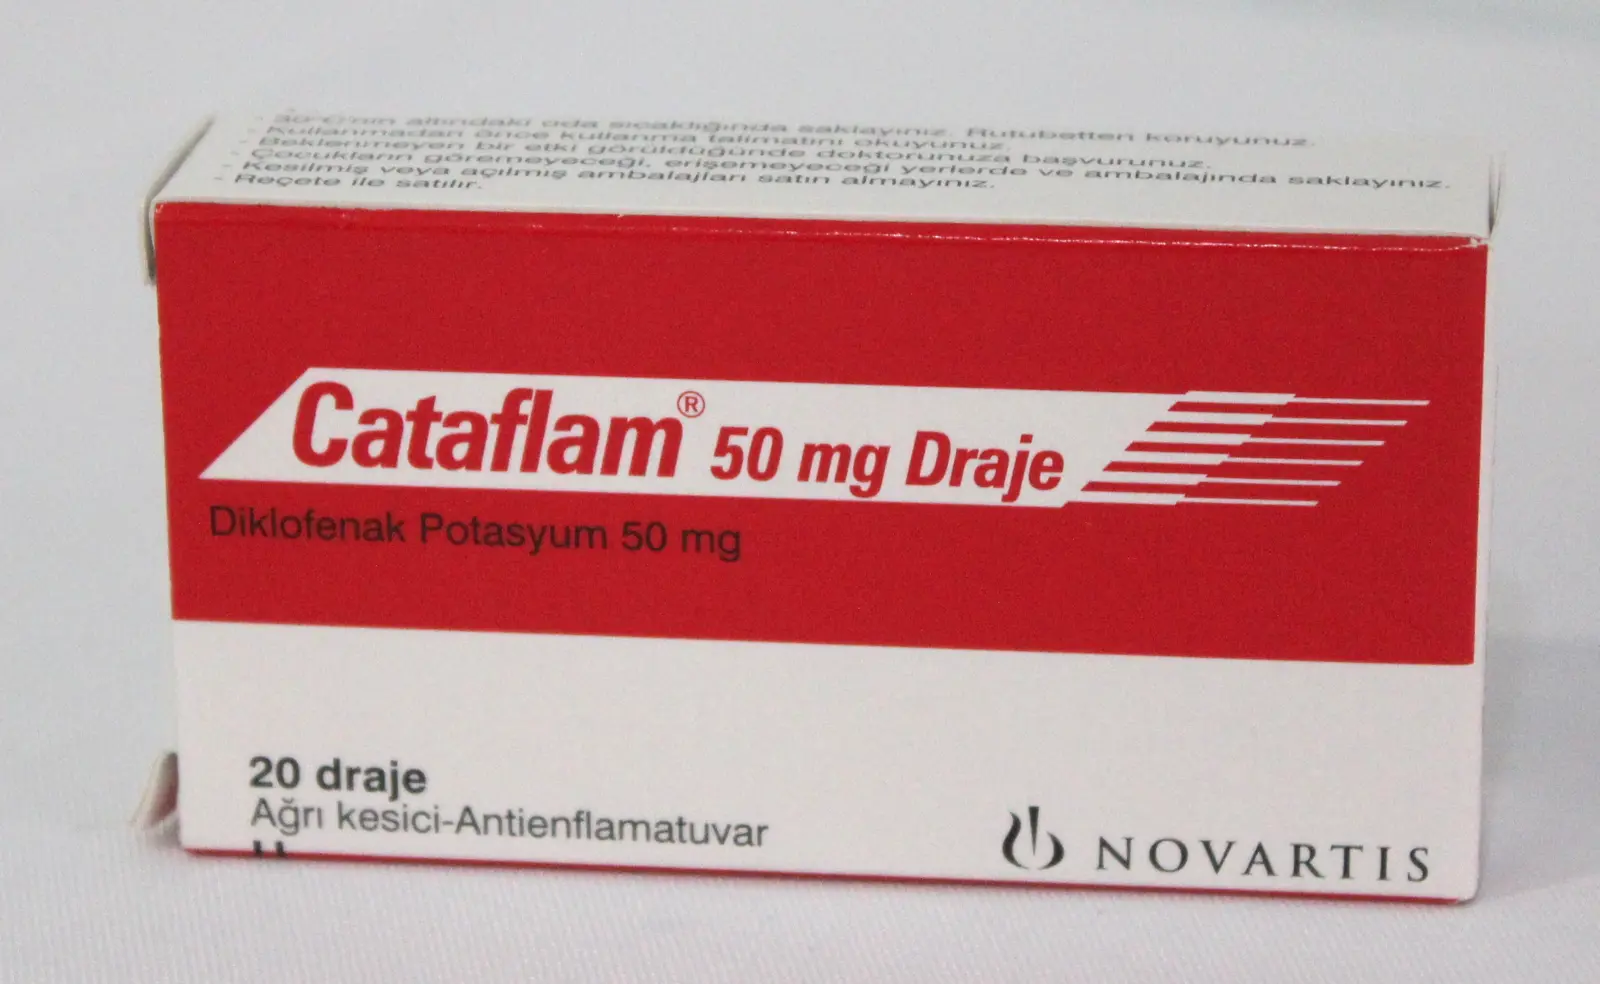 - 30°C'nin altındaki oda sıcaklığında saklayınız. Rutubetten koruyunuz.
- Kullanmadan önce kullanma talimatını okuyunuz.
- Beklenmeyen bir etki görüldüğünde doktorunuza başvurunuz.
- Çocukların göremeyeceği, erişemeyeceği yerlerde ve ambalajında saklayınız.
- Kesilmiş veya açılmış ambalajları satın almayınız.
- Reçete ile satılır.
Cataflam® 50 mg Draje
Diklofenak Potasyum 50 mg
20 draje
Ağrı kesici-Antienflamatuvar
NOVARTIS